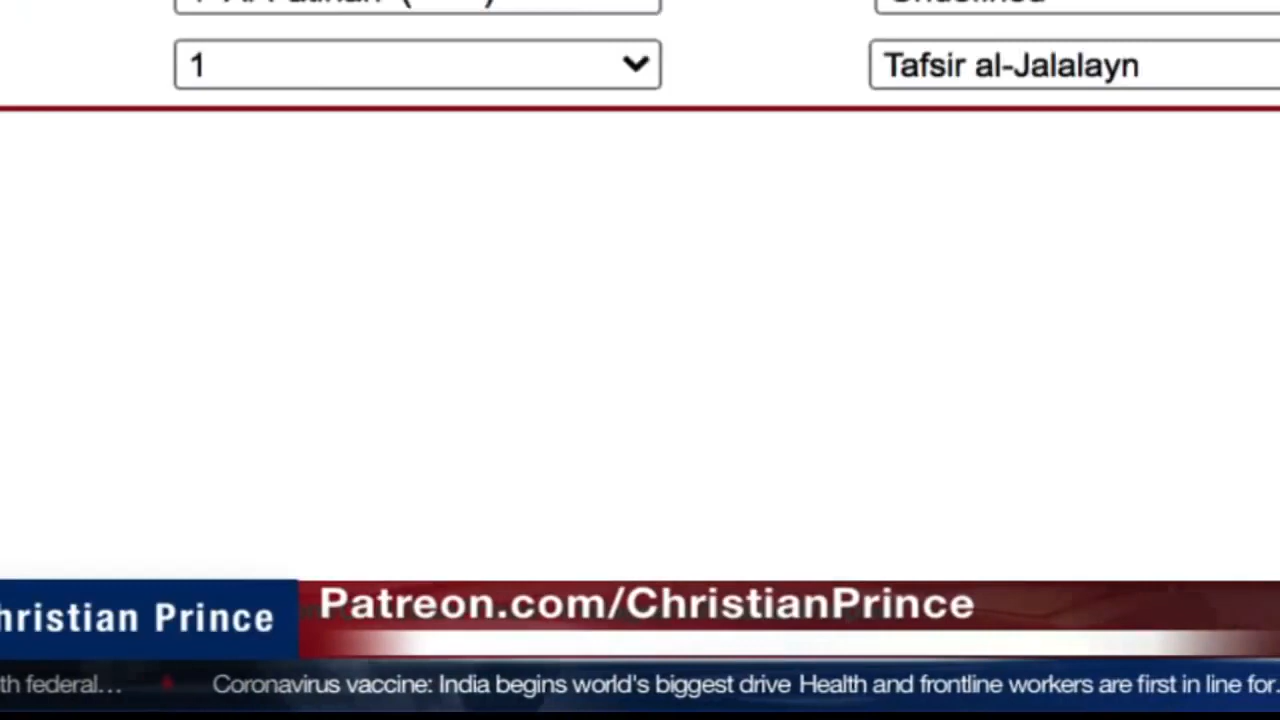 1
Tafsir al-Jalalayn
Patreon.com/ChristianPrince
hristian Prince
th federal... Coronavirus vaccine: India begins world's biggest drive Health and frontline workers are first in line for..